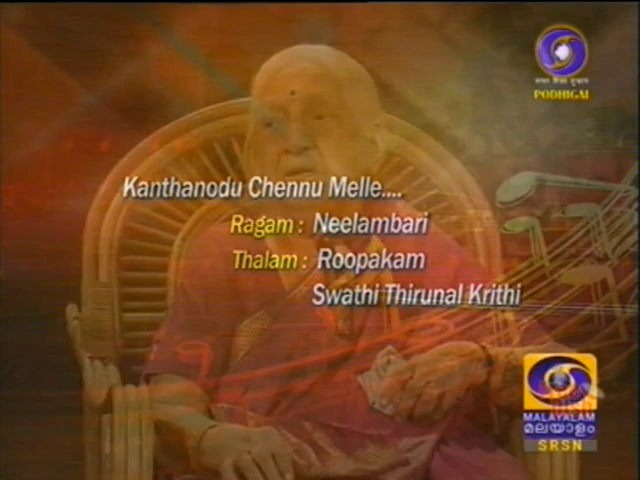 PODHIGAI
Kanthanodu Chennu Melle....
Ragam : Neelambari
Thalam : Roopakam
Swathi Thirunal Krithi
MALAYALAM
മലയാളം
SRSN